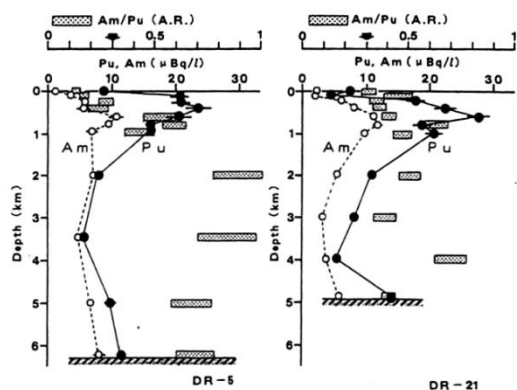 Am/Pu (A.R.)
0 0.5 1
Pu, Am (μBq/l)
0 10 20 30
0
1
2
3
4
5
6
Depth (km)
Am
Pu
DR-5
Am/Pu (A.R.)
0 0.5 1
Pu, Am (μBq/l)
0 10 20 30
0
1
2
3
4
5
6
Depth (km)
Am
Pu
DR-21